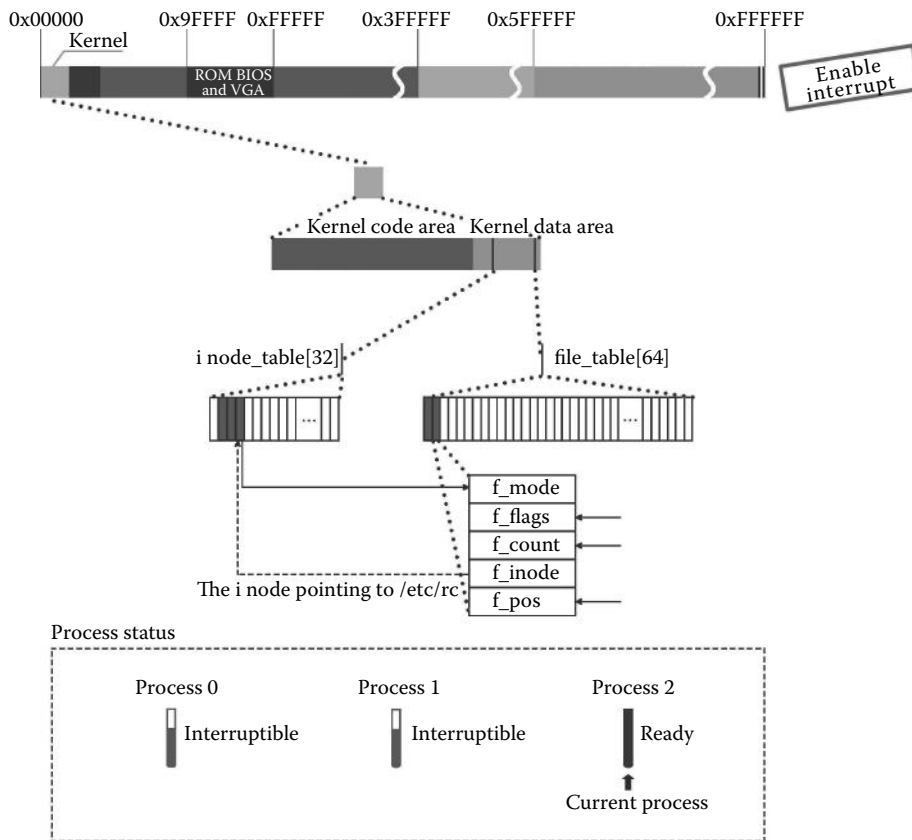 0x00000 0x9FFFF 0xFFFFF 0x3FFFFF 0x5FFFFF 0xFFFFFF
Kernel
ROM BIOS
and VGA
Enable
interrupt
Kernel code area Kernel data area
i node_table[32] file_table[64]
... ...
f_mode
f_flags
f_count
f_inode
The i node pointing to /etc/rc
f_pos
Process status
Process 0 Process 1 Process 2
Interruptible Interruptible Ready
Current process